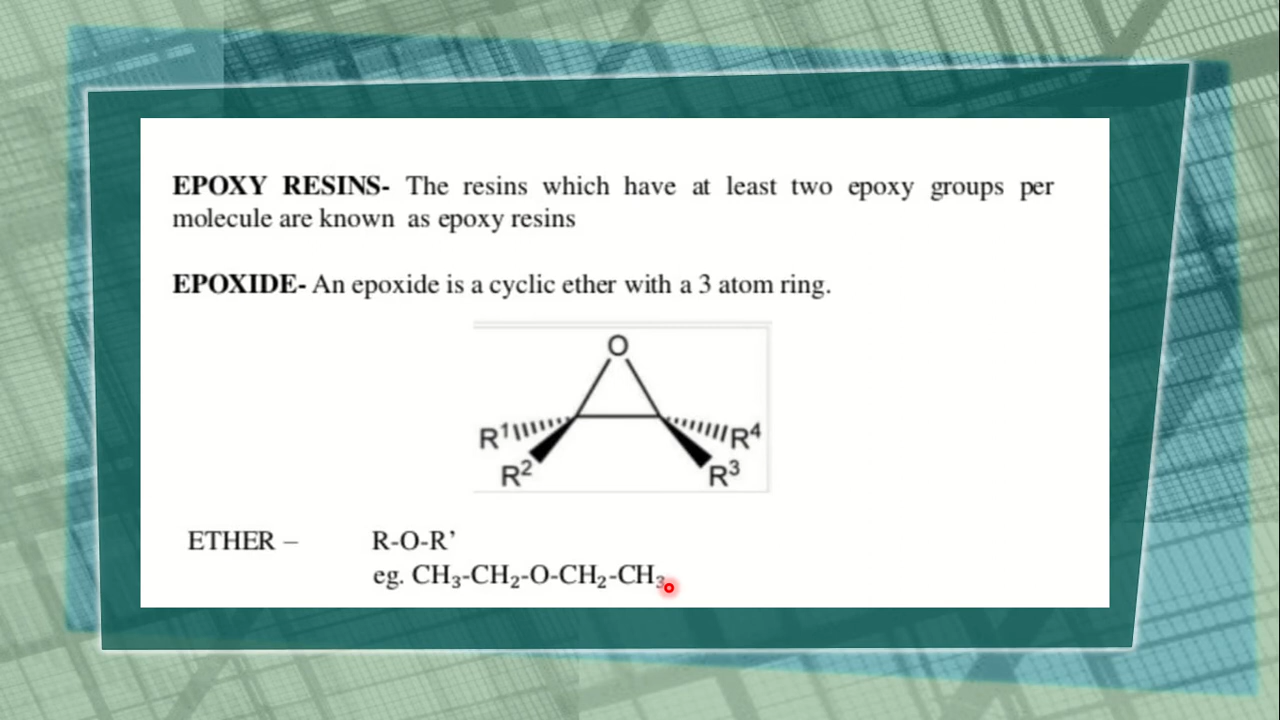 EPOXY RESINS- The resins which have at least two epoxy groups per
molecule are known as epoxy resins
EPOXIDE- An epoxide is a cyclic ether with a 3 atom ring.
O
R¹ R⁴
R² R³
ETHER – R-O-R’
eg. CH₃-CH₂-O-CH₂-CH₃